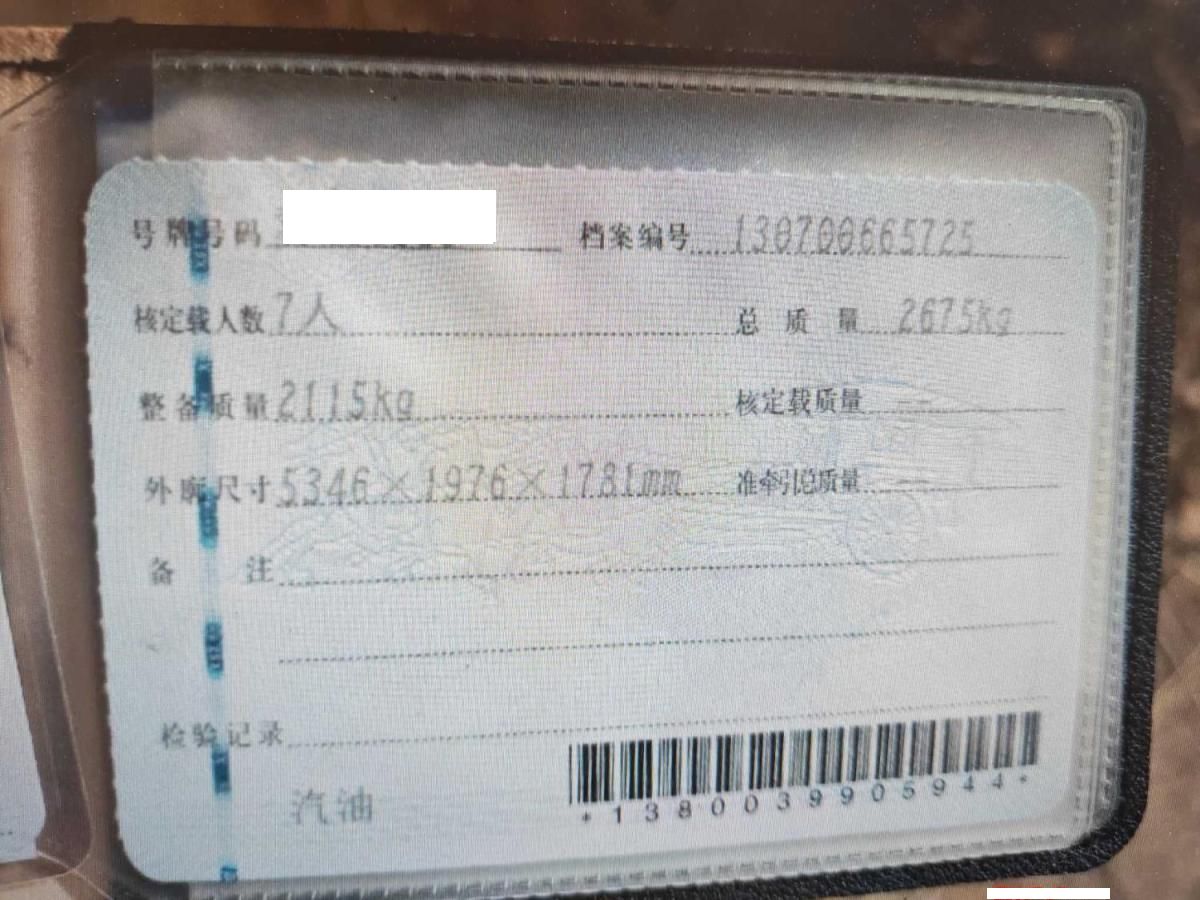 号牌号码 档案编号 130700665725
核定载人数 7人 总质量 2675kg
整备质量 2115kg 核定载质量 --
外廓尺寸 5346×1976×1781mm 准牵引总质量 --
备注
检验记录
汽油
*1380039905944*